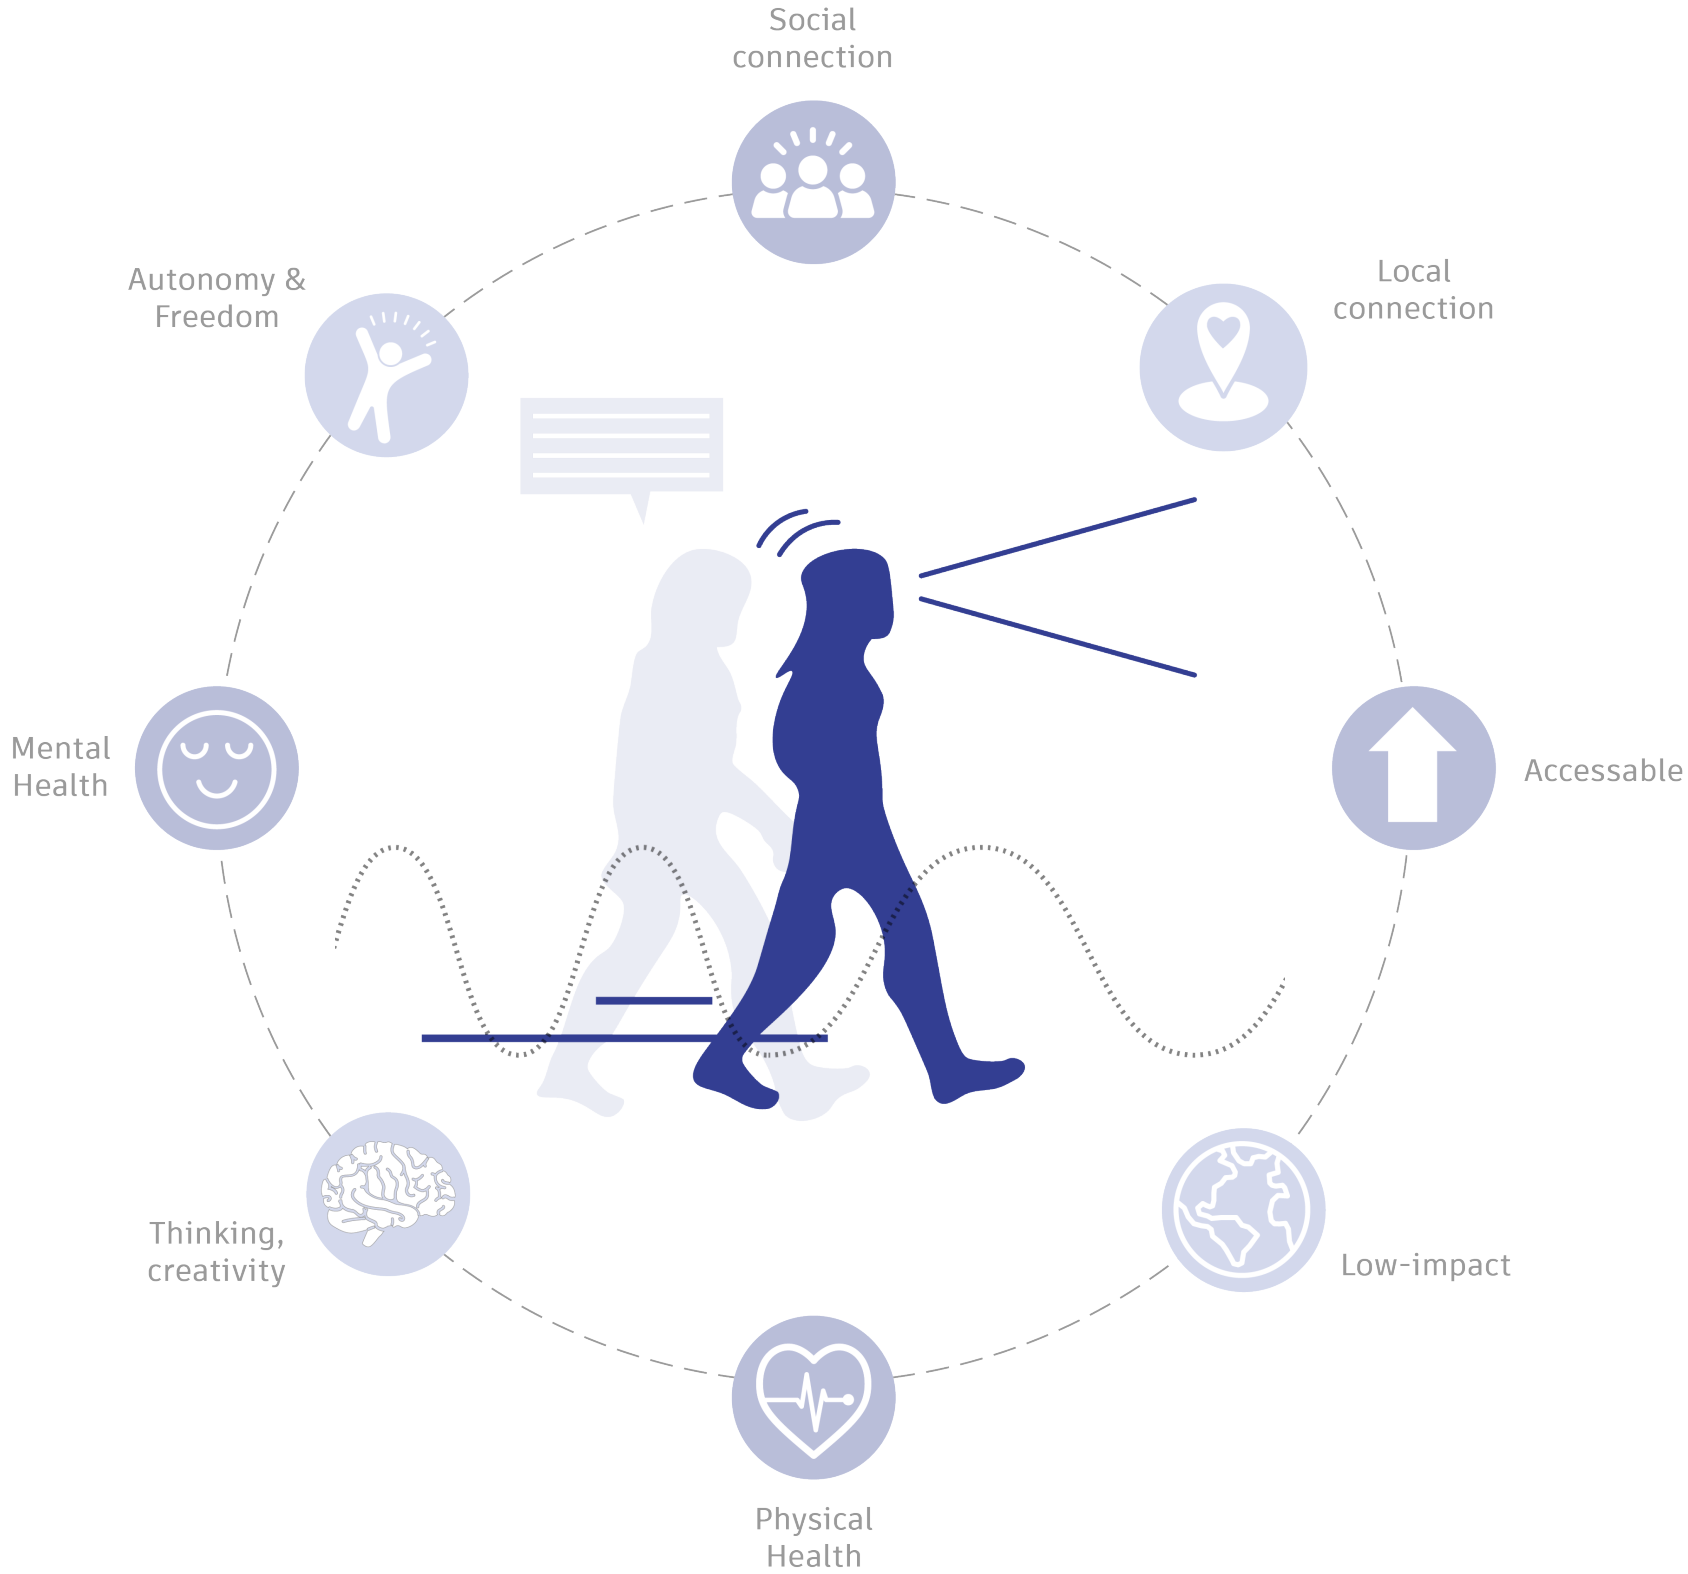 Social
connection
Local
connection
Accessable
Low-impact
Physical
Health
Thinking,
creativity
Mental
Health
Autonomy &
Freedom